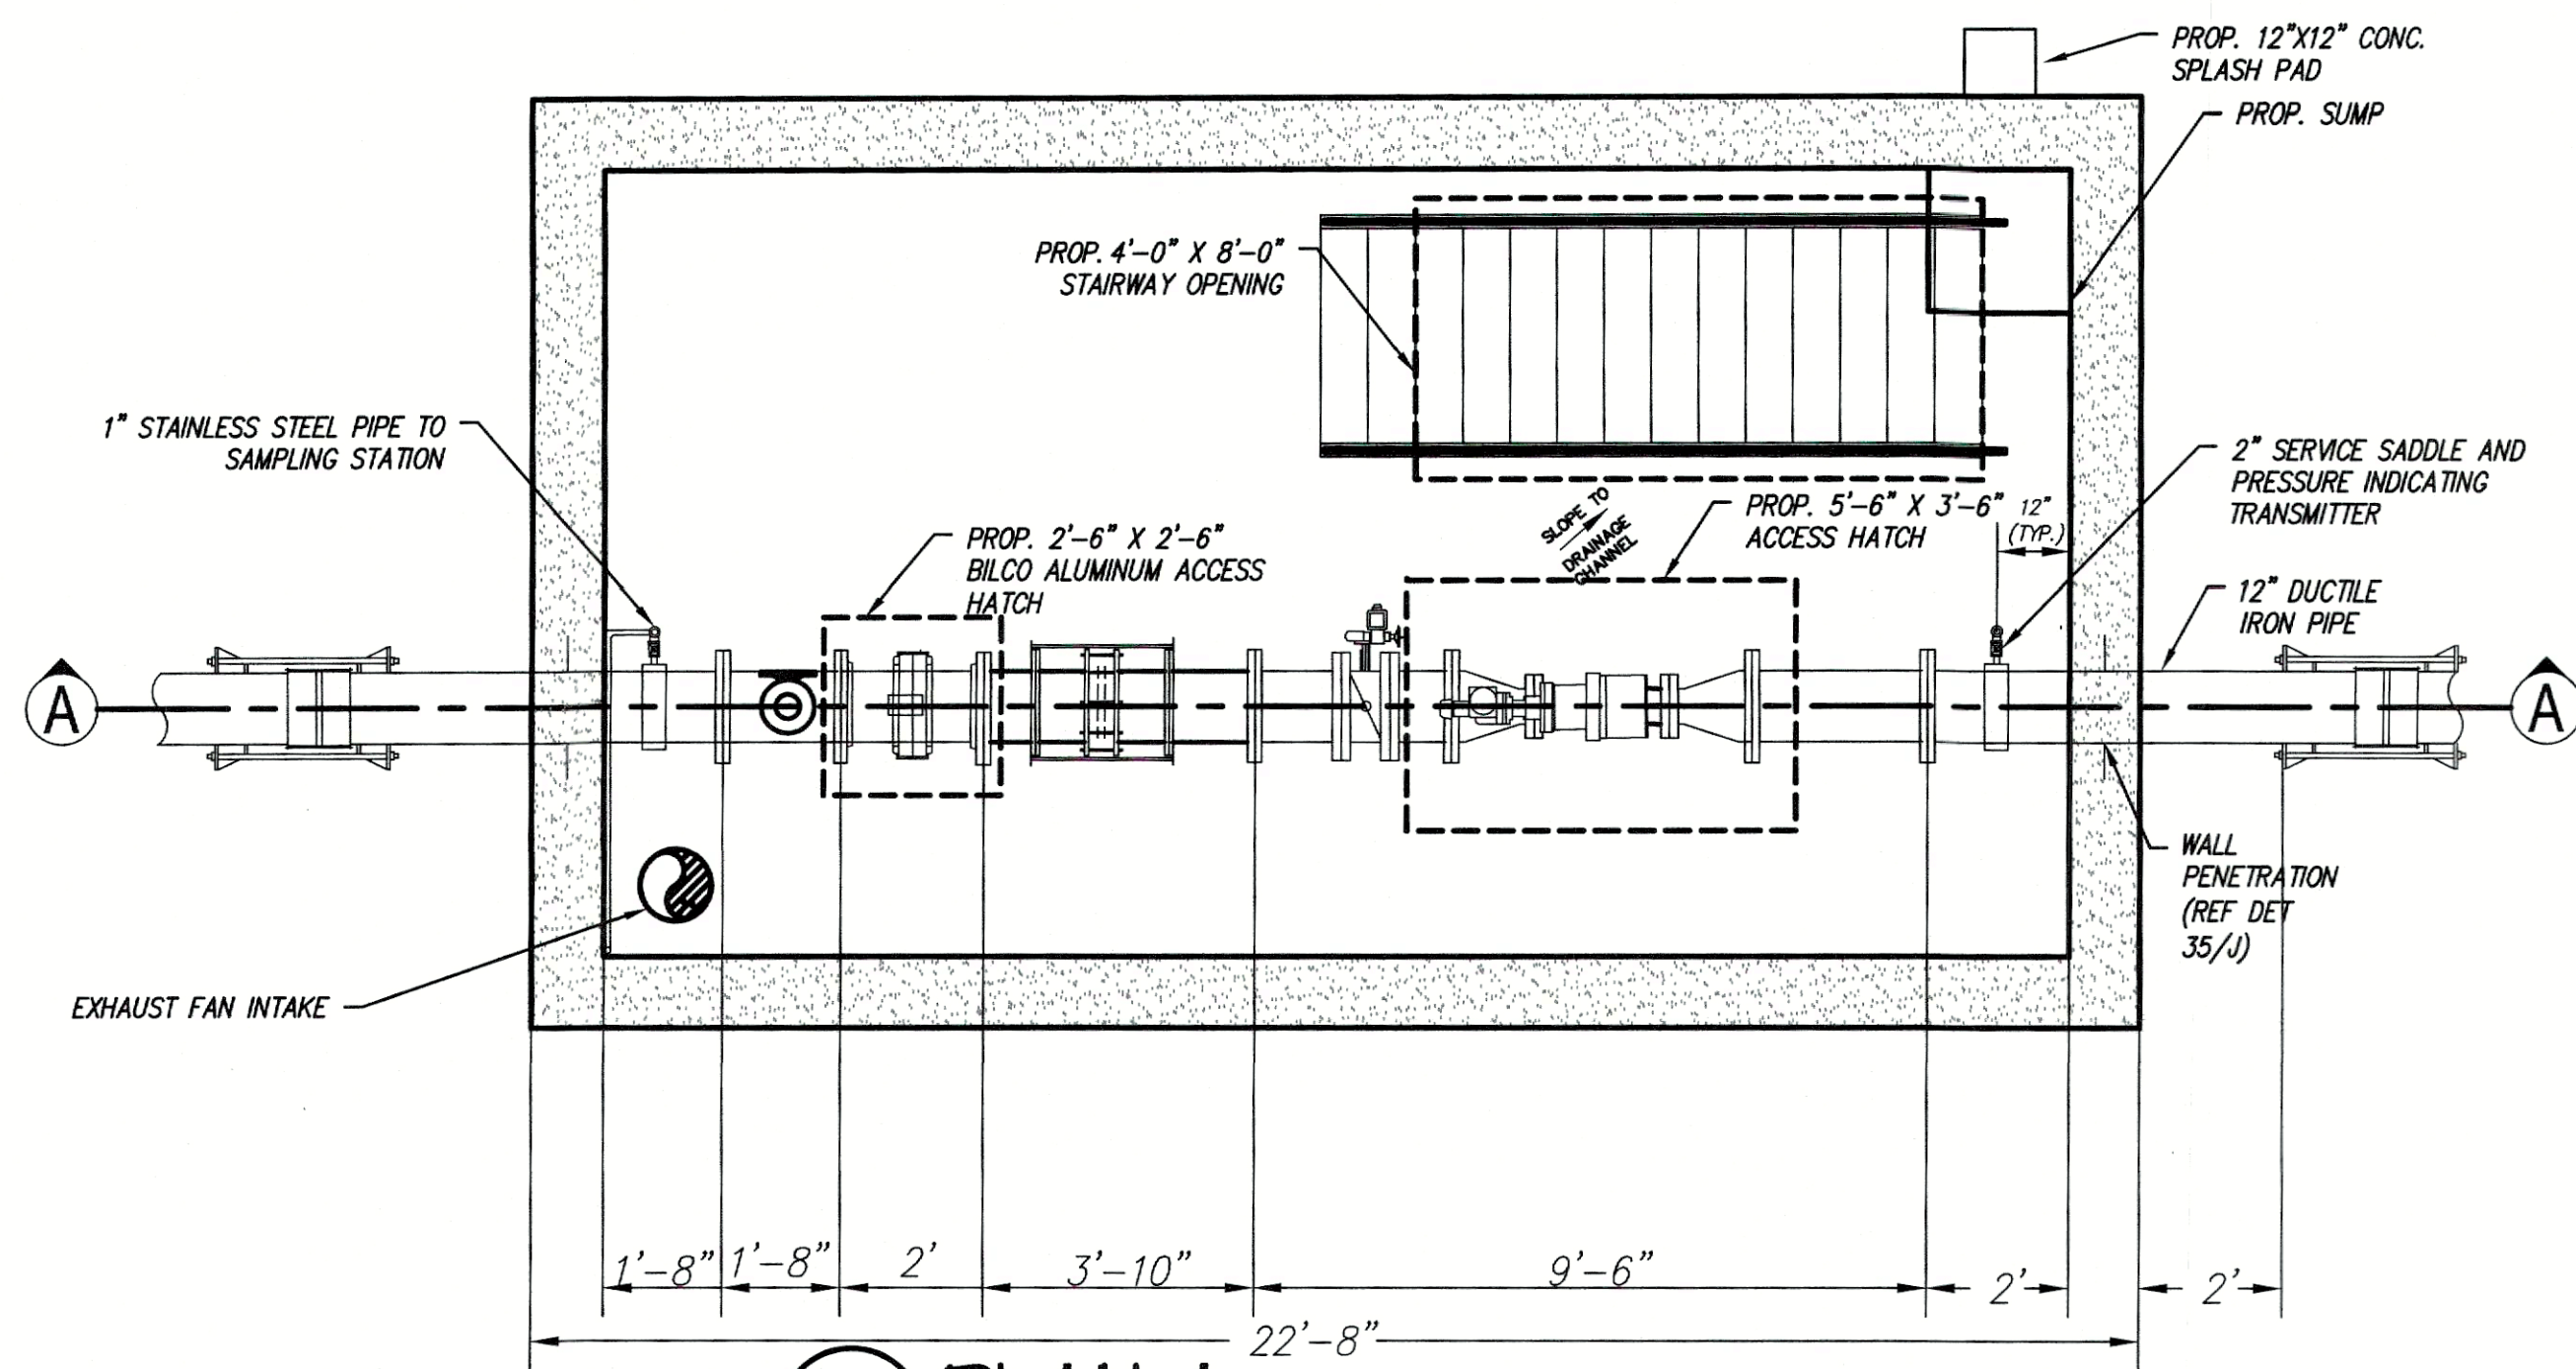 PROP. 12"X12" CONC.
SPLASH PAD
PROP. SUMP
PROP. 4'-0" X 8'-0"
STAIRWAY OPENING
1" STAINLESS STEEL PIPE TO
SAMPLING STATION
2" SERVICE SADDLE AND
PRESSURE INDICATING
TRANSMITTER
PROP. 2'-6" X 2'-6"
BILCO ALUMINUM ACCESS
HATCH
SLOPE TO
DRAINAGE
CHANNEL
PROP. 5'-6" X 3'-6"
ACCESS HATCH
12"
(TYP.)
12" DUCTILE
IRON PIPE
A
A
WALL
PENETRATION
(REF DET
35/J)
EXHAUST FAN INTAKE
1'-8"
1'-8"
2'
3'-10"
9'-6"
2'
2'
22'-8"